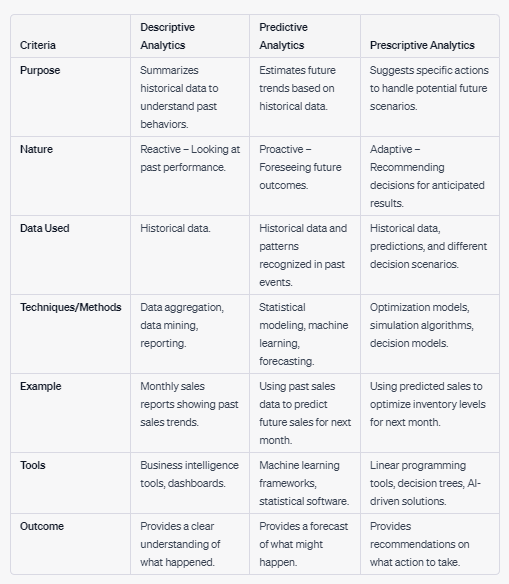 Criteria
Descriptive
Analytics
Predictive
Analytics
Prescriptive Analytics
Purpose
Summarizes
historical data to
understand past
behaviors.
Estimates future
trends based on
historical data.
Suggests specific actions
to handle potential future
scenarios.
Nature
Reactive – Looking at
past performance.
Proactive –
Foreseeing future
outcomes.
Adaptive –
Recommending
decisions for anticipated
results.
Data Used
Historical data.
Historical data and
patterns
recognized in past
events.
Historical data,
predictions, and different
decision scenarios.
Techniques/Methods
Data aggregation,
data mining,
reporting.
Statistical
modeling, machine
learning,
forecasting.
Optimization models,
simulation algorithms,
decision models.
Example
Monthly sales
reports showing past
sales trends.
Using past sales
data to predict
future sales for next
month.
Using predicted sales to
optimize inventory levels
for next month.
Tools
Business intelligence
tools, dashboards.
Machine learning
frameworks,
statistical software.
Linear programming
tools, decision trees, AI-
driven solutions.
Outcome
Provides a clear
understanding of
what happened.
Provides a forecast
of what might
happen.
Provides
recommendations on
what action to take.